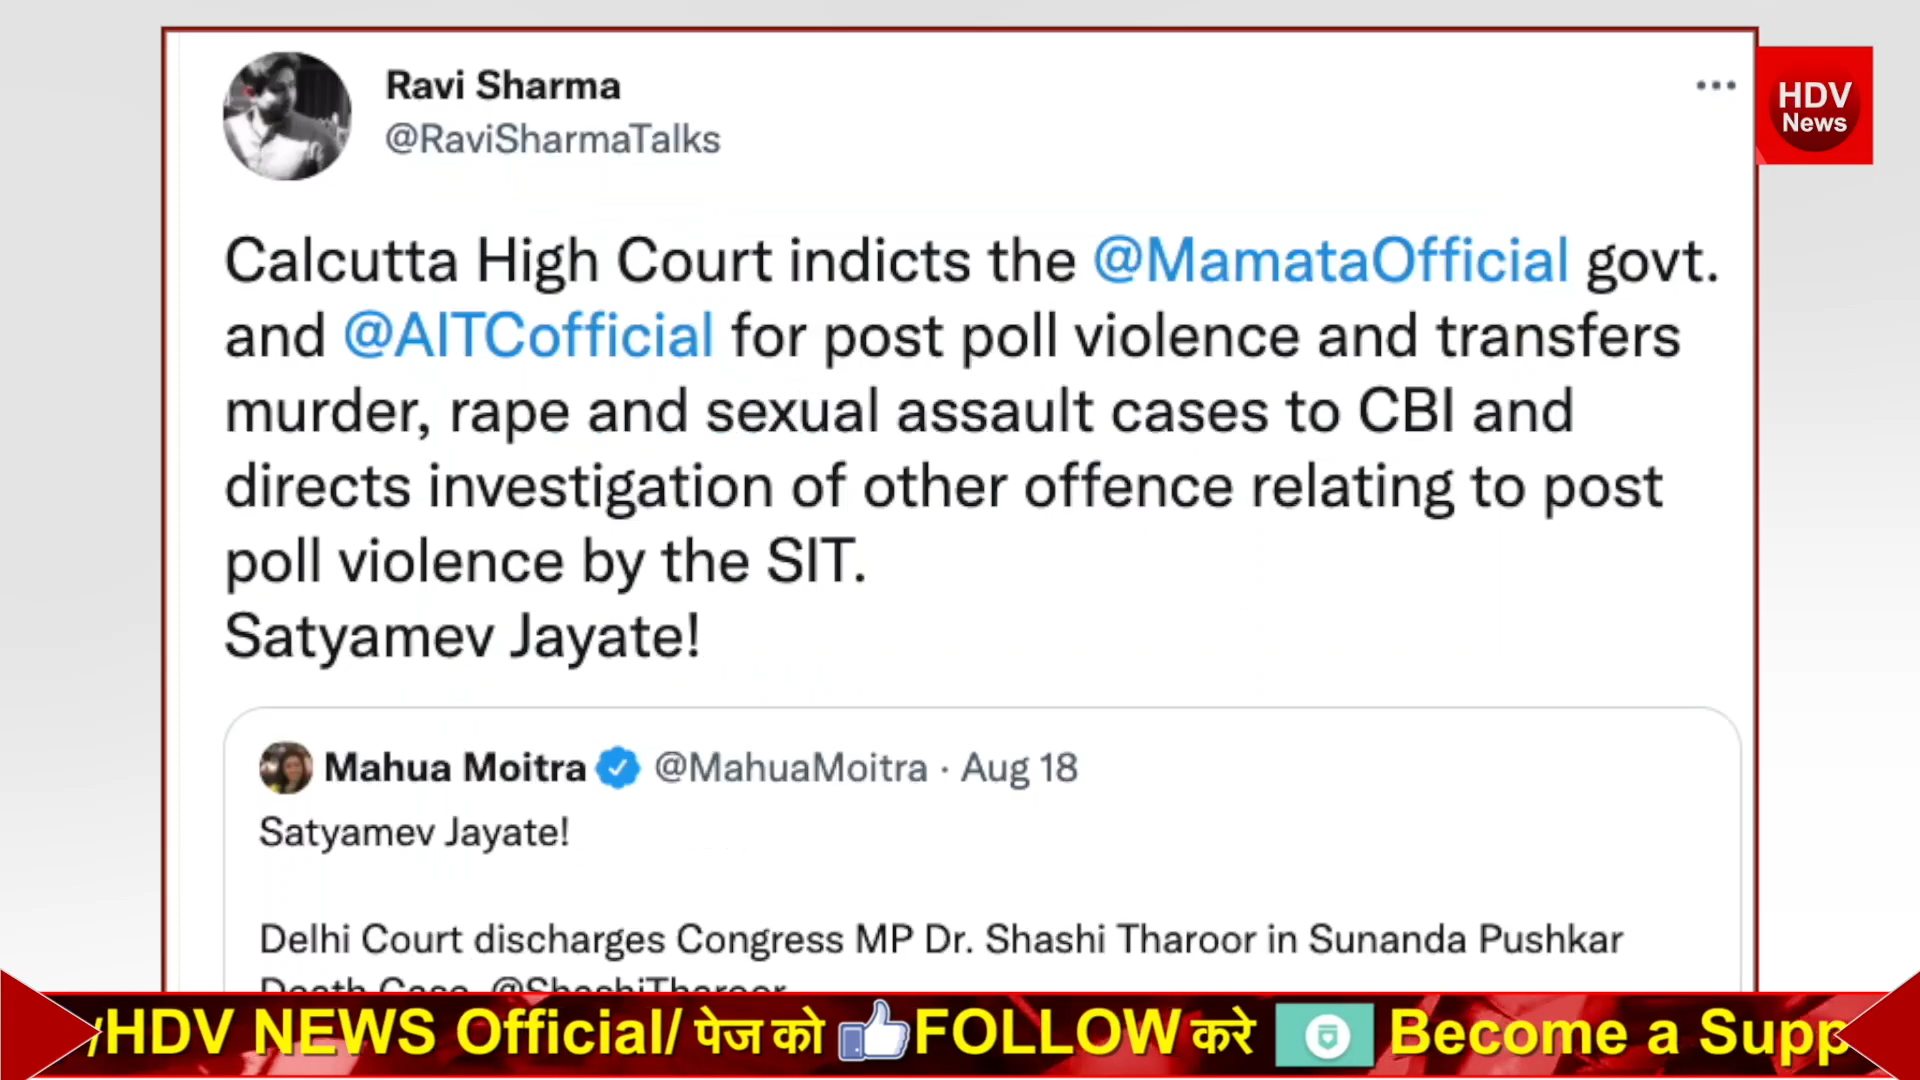 Ravi Sharma
@RaviSharmaTalks
HDV
News
Calcutta High Court indicts the @MamataOfficial govt.
and @AITCofficial for post poll violence and transfers
murder, rape and sexual assault cases to CBI and
directs investigation of other offence relating to post
poll violence by the SIT.
Satyamev Jayate!
Mahua Moitra @MahuaMoitra · Aug 18
Satyamev Jayate!
Delhi Court discharges Congress MP Dr. Shashi Tharoor in Sunanda Pushkar
Death Case. @ShashiTharoor
/HDV NEWS Official/ पेज को FOLLOW करे Become a Supp